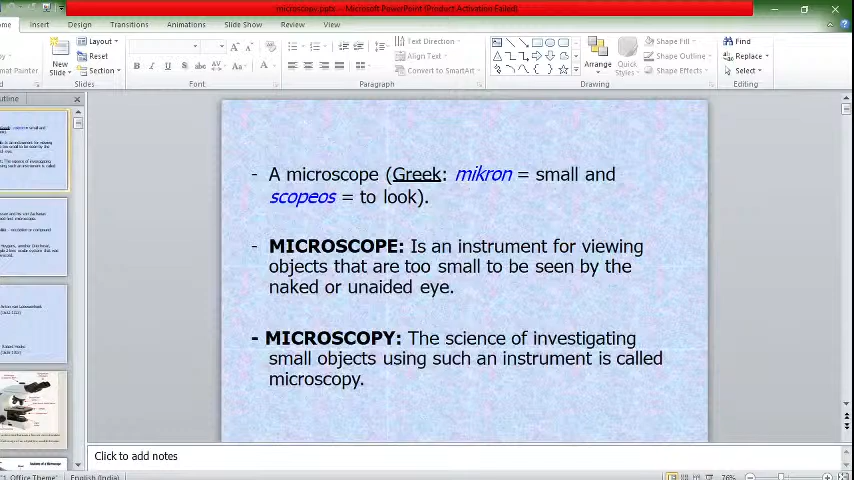 microscopy.pptx - Microsoft PowerPoint (Product Activation Failed)
Insert Design Transitions Animations Slide Show Review View
New Slide
Layout
Reset
Section
Slides
Font
Text Direction
Align Text
Convert to SmartArt
Paragraph
Arrange
Quick Styles
Shape Fill
Shape Outline
Shape Effects
Drawing
Find
Replace
Select
Editing
- A microscope (Greek: mikron = small and
scopeos = to look).
- MICROSCOPE: Is an instrument for viewing
objects that are too small to be seen by the
naked or unaided eye.
- MICROSCOPY: The science of investigating
small objects using such an instrument is called
microscopy.
Click to add notes
English (India)
76%